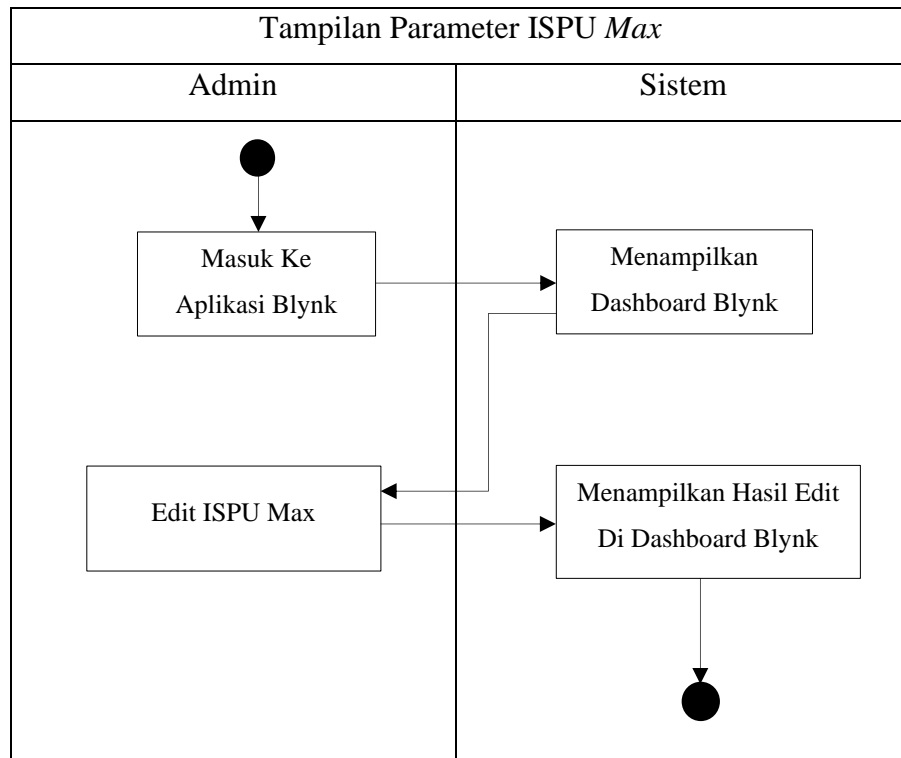 Tampilan Parameter ISPU Max
Admin
Sistem
Masuk Ke
Aplikasi Blynk
Menampilkan
Dashboard Blynk
Edit ISPU Max
Menampilkan Hasil Edit
Di Dashboard Blynk